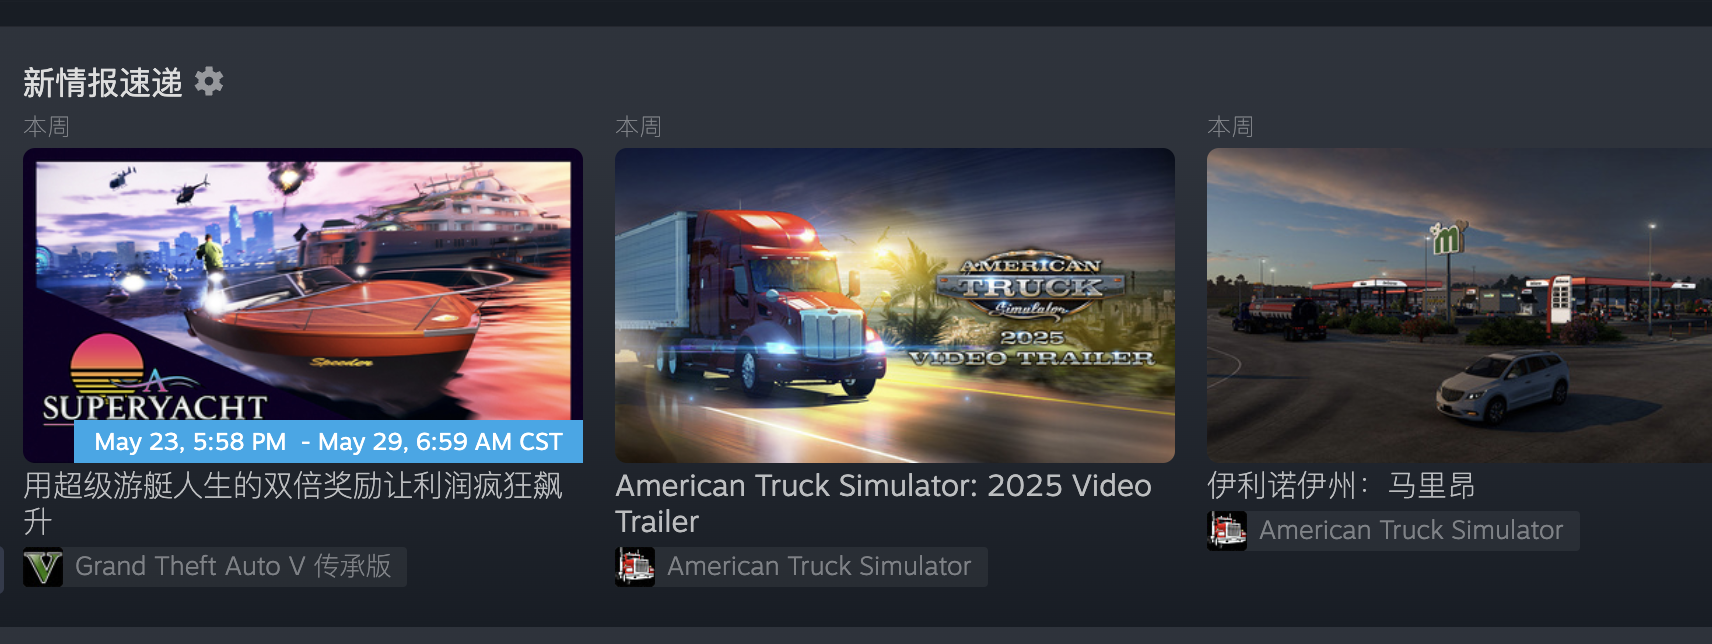 新情报速递
本周
SUPERYACHT
Speeder
May 23, 5:58 PM - May 29, 6:59 AM CST
用超级游艇人生的双倍奖励让利润疯狂飙
升
Grand Theft Auto V 传承版
本周
AMERICAN
TRUCK
Simulator
2025
VIDEO TRAILER
American Truck Simulator: 2025 Video
Trailer
American Truck Simulator
本周
m
伊利诺伊州：马里昂
American Truck Simulator